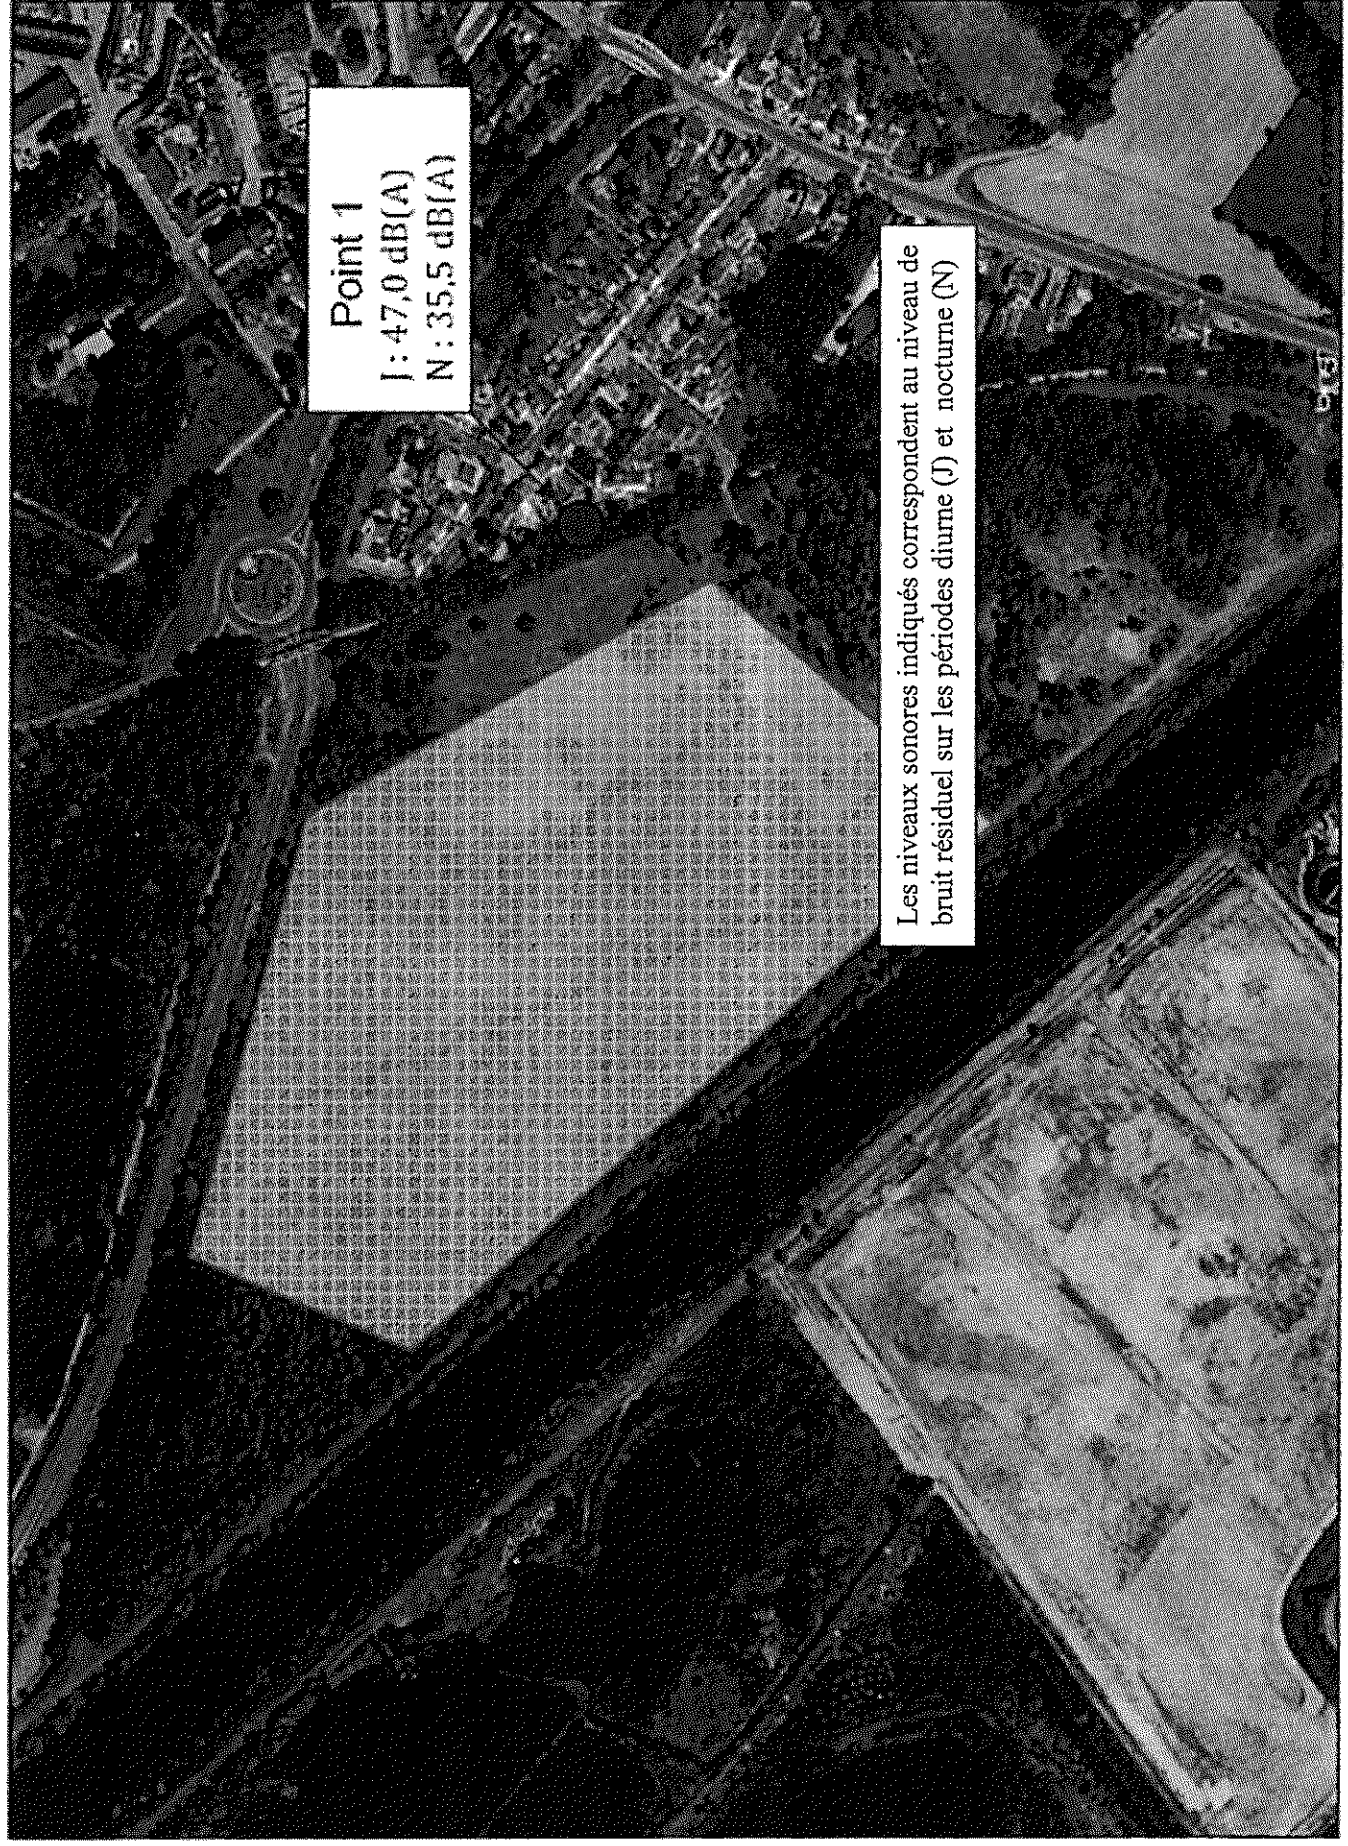 Point 1
J : 47,0 dB(A)
N : 35,5 dB(A)
Les niveaux sonores indiqués correspondent au niveau de
bruit résiduel sur les périodes diurne (J) et nocturne (N)